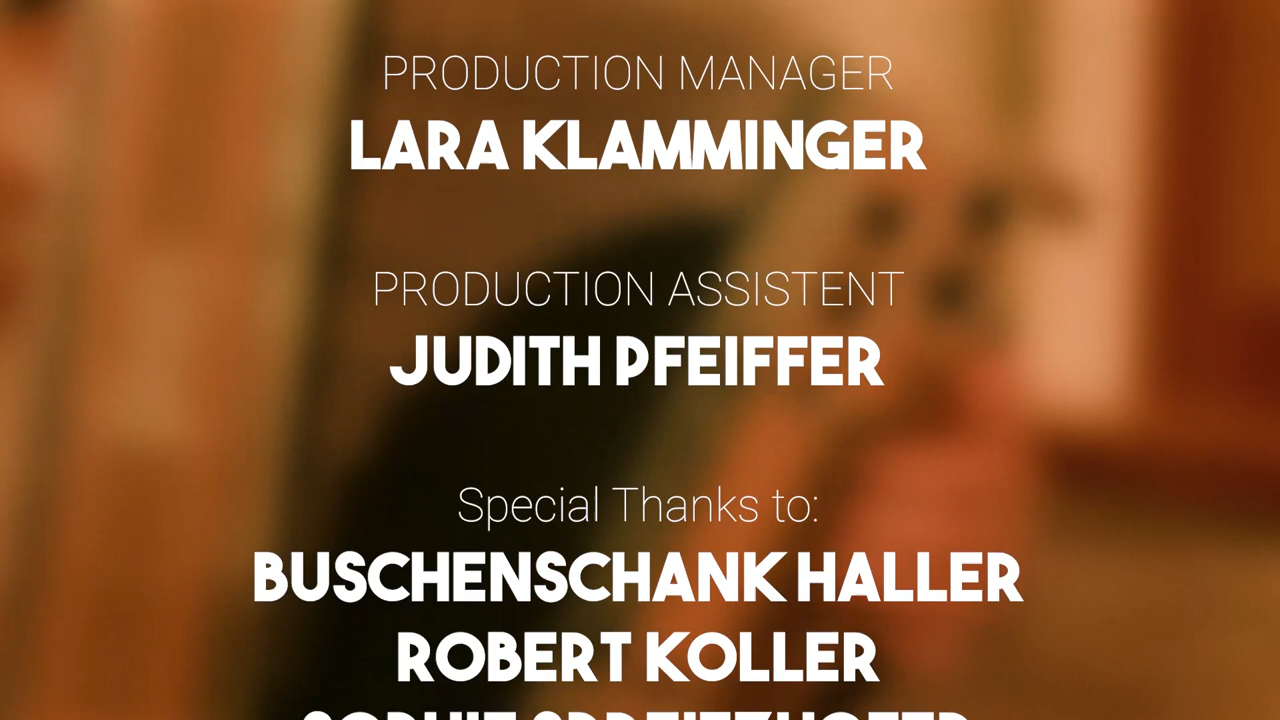 PRODUCTION MANAGER
LARA KLAMMINGER
PRODUCTION ASSISTENT
JUDITH PFEIFFER
Special Thanks to:
BUSCHENSCHANK HALLER
ROBERT KOLLER